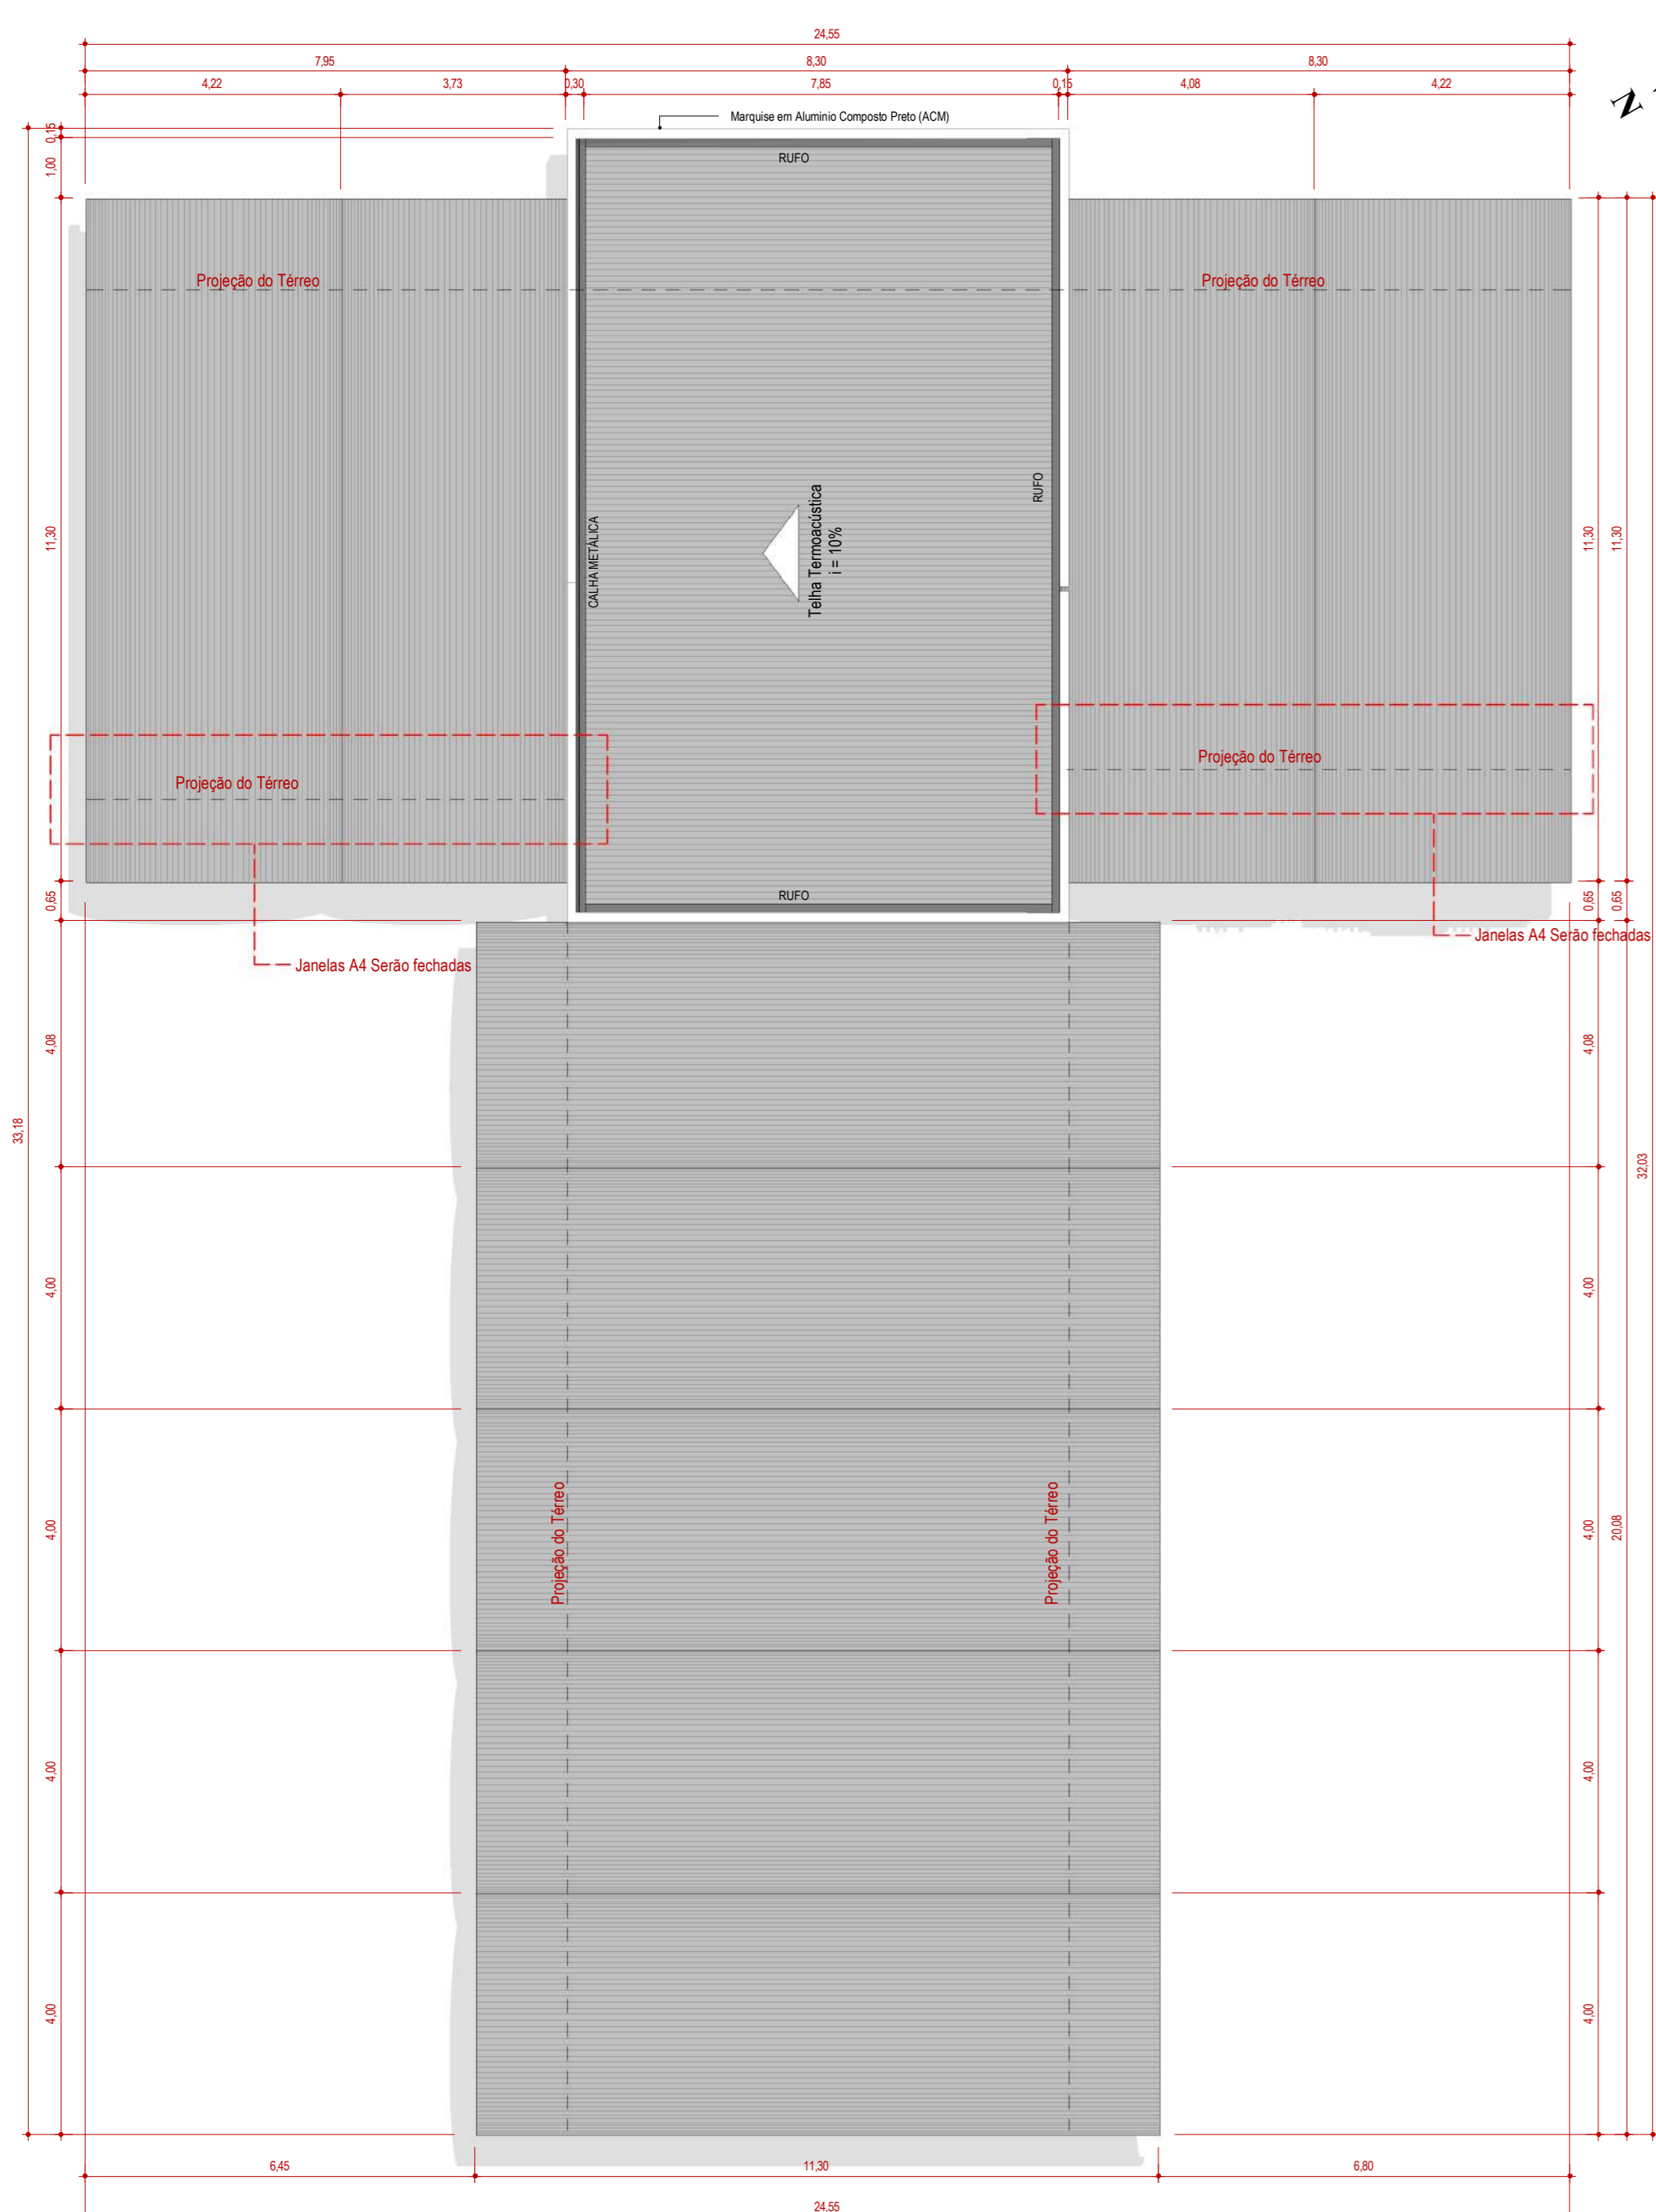 24,55
7,95
8,30
8,30
4,22
3,73
0,30
7,85
0,15
4,08
4,22
N
Marquise em Aluminio Composto Preto (ACM)
0,15
1,00
RUFO
Projeção do Térreo
Projeção do Térreo
11,30
CALHA METÁLICA
Telha Termoacústica
i = 10%
RUFO
11,30
11,30
Projeção do Térreo
Projeção do Térreo
0,65
RUFO
0,65
0,65
Janelas A4 Serão fechadas
Janelas A4 Serão fechadas
4,08
4,08
33,18
32,03
4,00
4,00
4,00
Projeção do Térreo
Projeção do Térreo
4,00
20,08
4,00
4,00
4,00
4,00
6,45
11,30
6,80
24,55